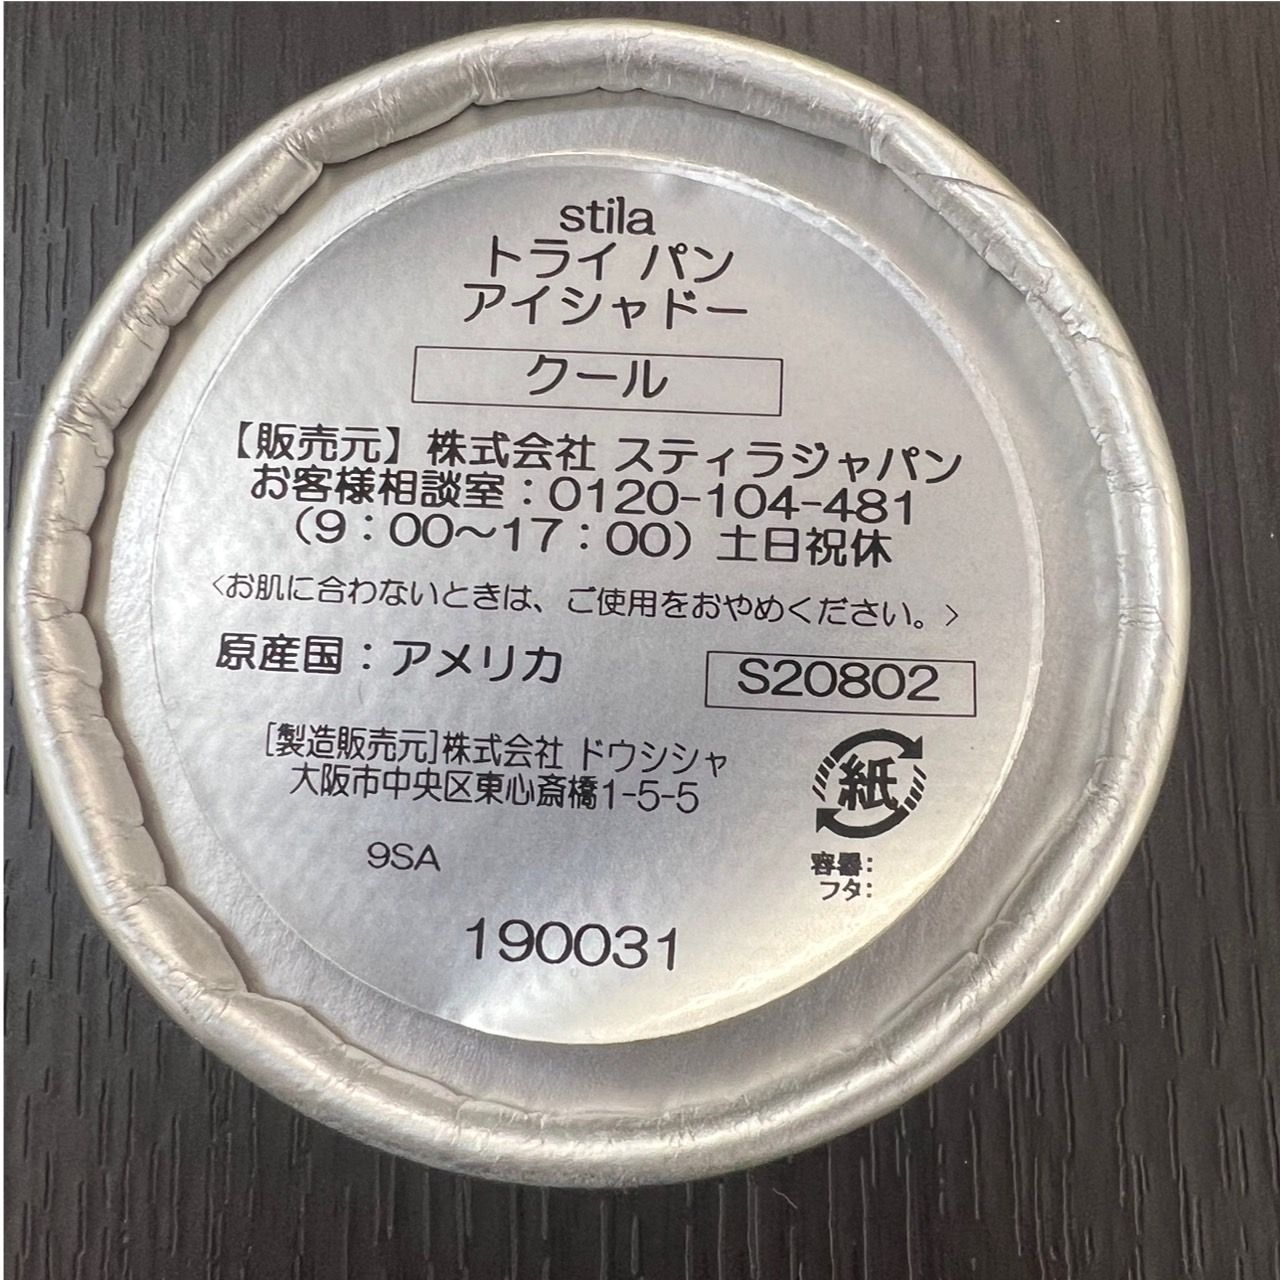 stila
トライ パン
アイシャドー
クール
【販売元】株式会社 スティラジャパン
お客様相談室：0120-104-481
（9：00〜17：00）土日祝休
<お肌に合わないときは、ご使用をおやめください。>
原産国：アメリカ
S20802
[製造販売元]株式会社 ドウシシャ
大阪市中央区東心斎橋1-5-5
紙
容器:
フタ:
9SA
190031